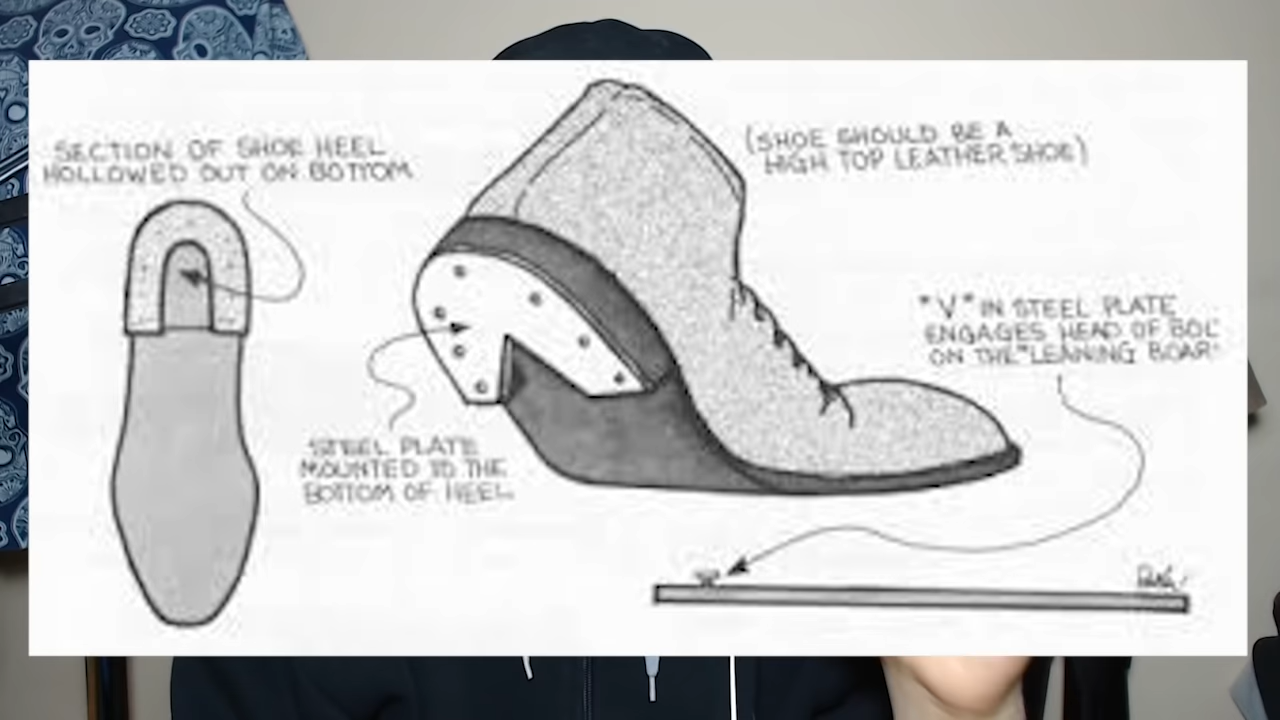 SECTION OF SHOE HEEL
HOLLOWED OUT ON BOTTOM
(SHOE SHOULD BE A
HIGH TOP LEATHER SHOE)
"V" IN STEEL PLATE
ENGAGES HEAD OF BOL
ON THE "LEANING BOAR
STEEL PLATE
MOUNTED TO THE
BOTTOM OF HEEL